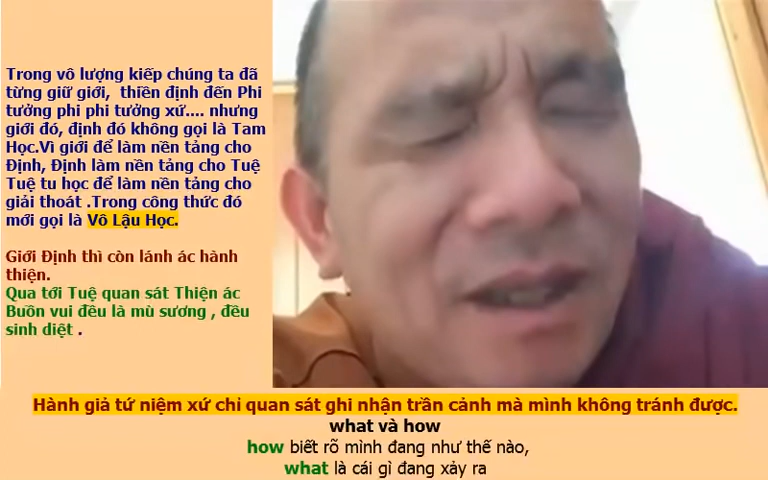 Trong vô lượng kiếp chúng ta đã
từng giữ giới,  thiền định đến Phi
tưởng phi phi tưởng xứ.... nhưng
giới đó, định đó không gọi là Tam
Học.Vì giới để làm nền tảng cho
Định, Định làm nền tảng cho Tuệ
Tuệ tu học để làm nền tảng cho
giải thoát .Trong công thức đó
mới gọi là Vô Lậu Học.
Giới Định thì còn lánh ác hành
thiện.
Qua tới Tuệ quan sát Thiện ác
Buồn vui đều là mù sương , đều
sinh diệt .
Hành giả tứ niệm xứ chi quan sát ghi nhận trần cảnh mà mình không tránh được.
what và how
how biết rõ mình đang như thế nào,
what là cái gì đang xảy ra